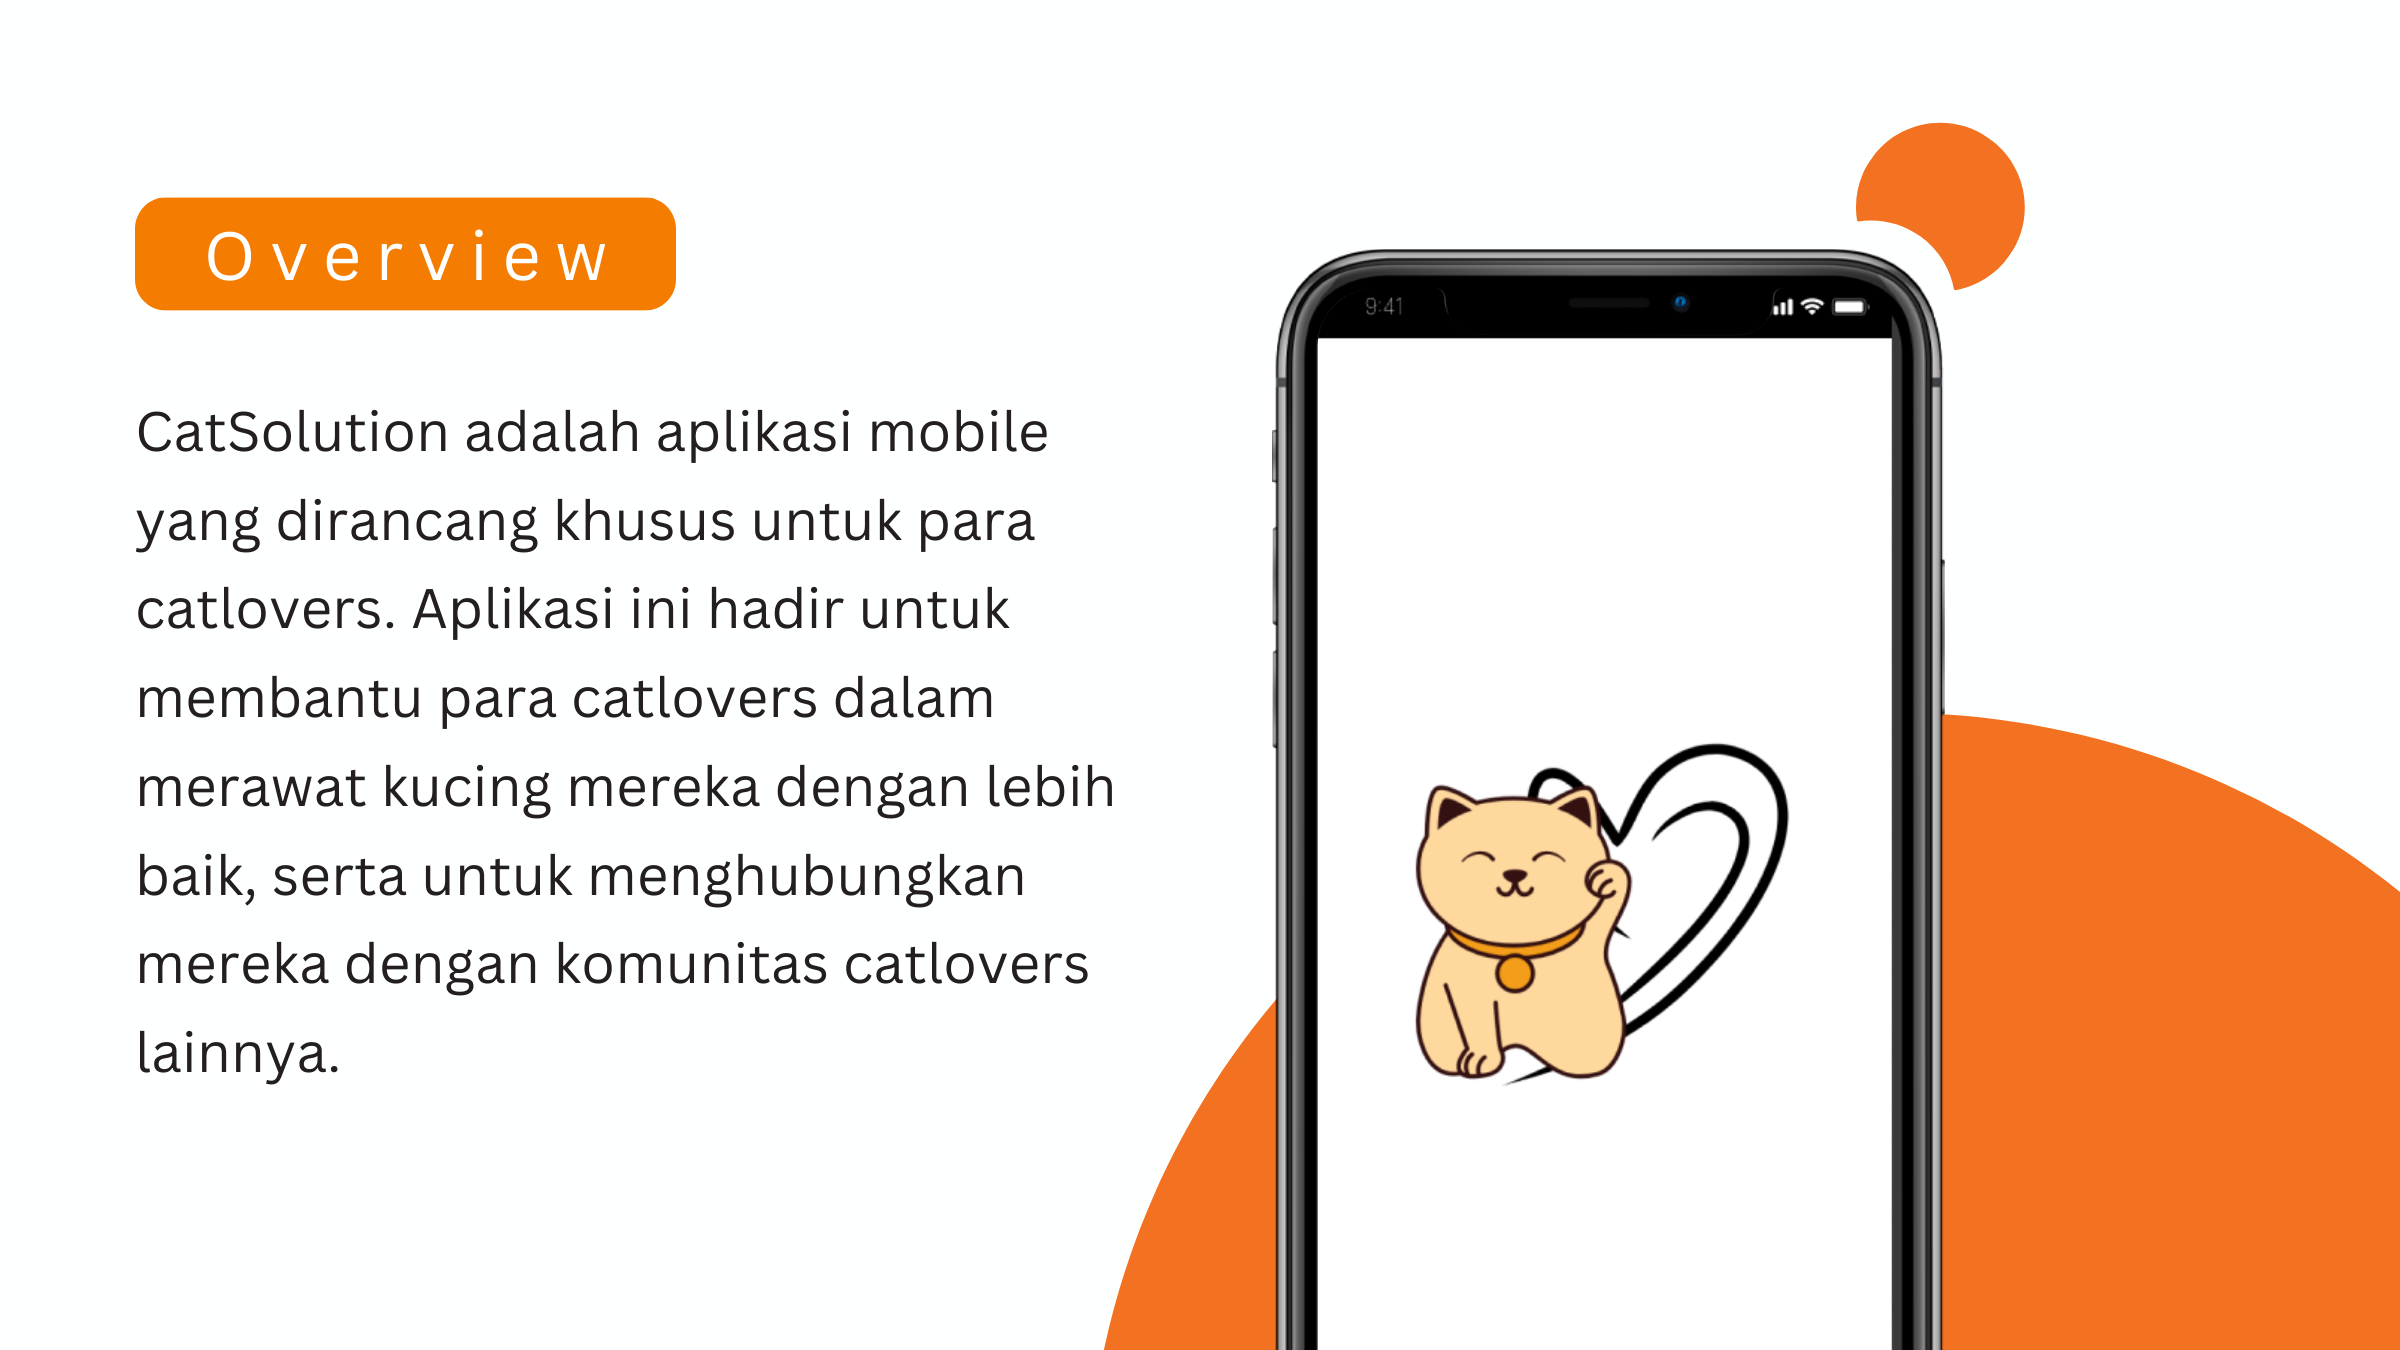 Overview
CatSolution adalah aplikasi mobile
yang dirancang khusus untuk para
catlovers. Aplikasi ini hadir untuk
membantu para catlovers dalam
merawat kucing mereka dengan lebih
baik, serta untuk menghubungkan
mereka dengan komunitas catlovers
lainnya.
9:41